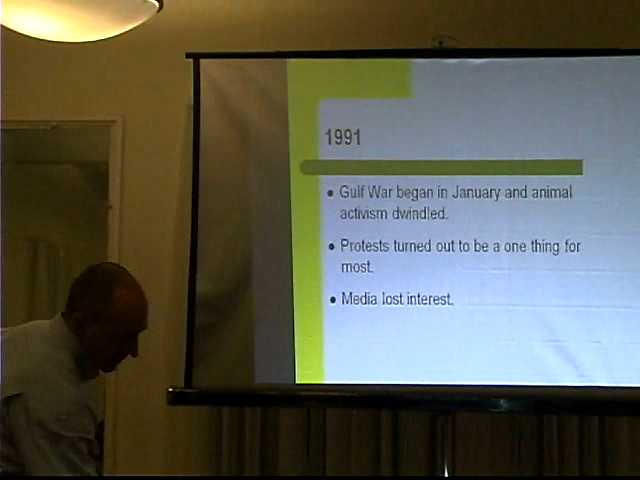 1991
• Gulf War began in January and animal
activism dwindled.
• Protests turned out to be a one thing for
most.
• Media lost interest.